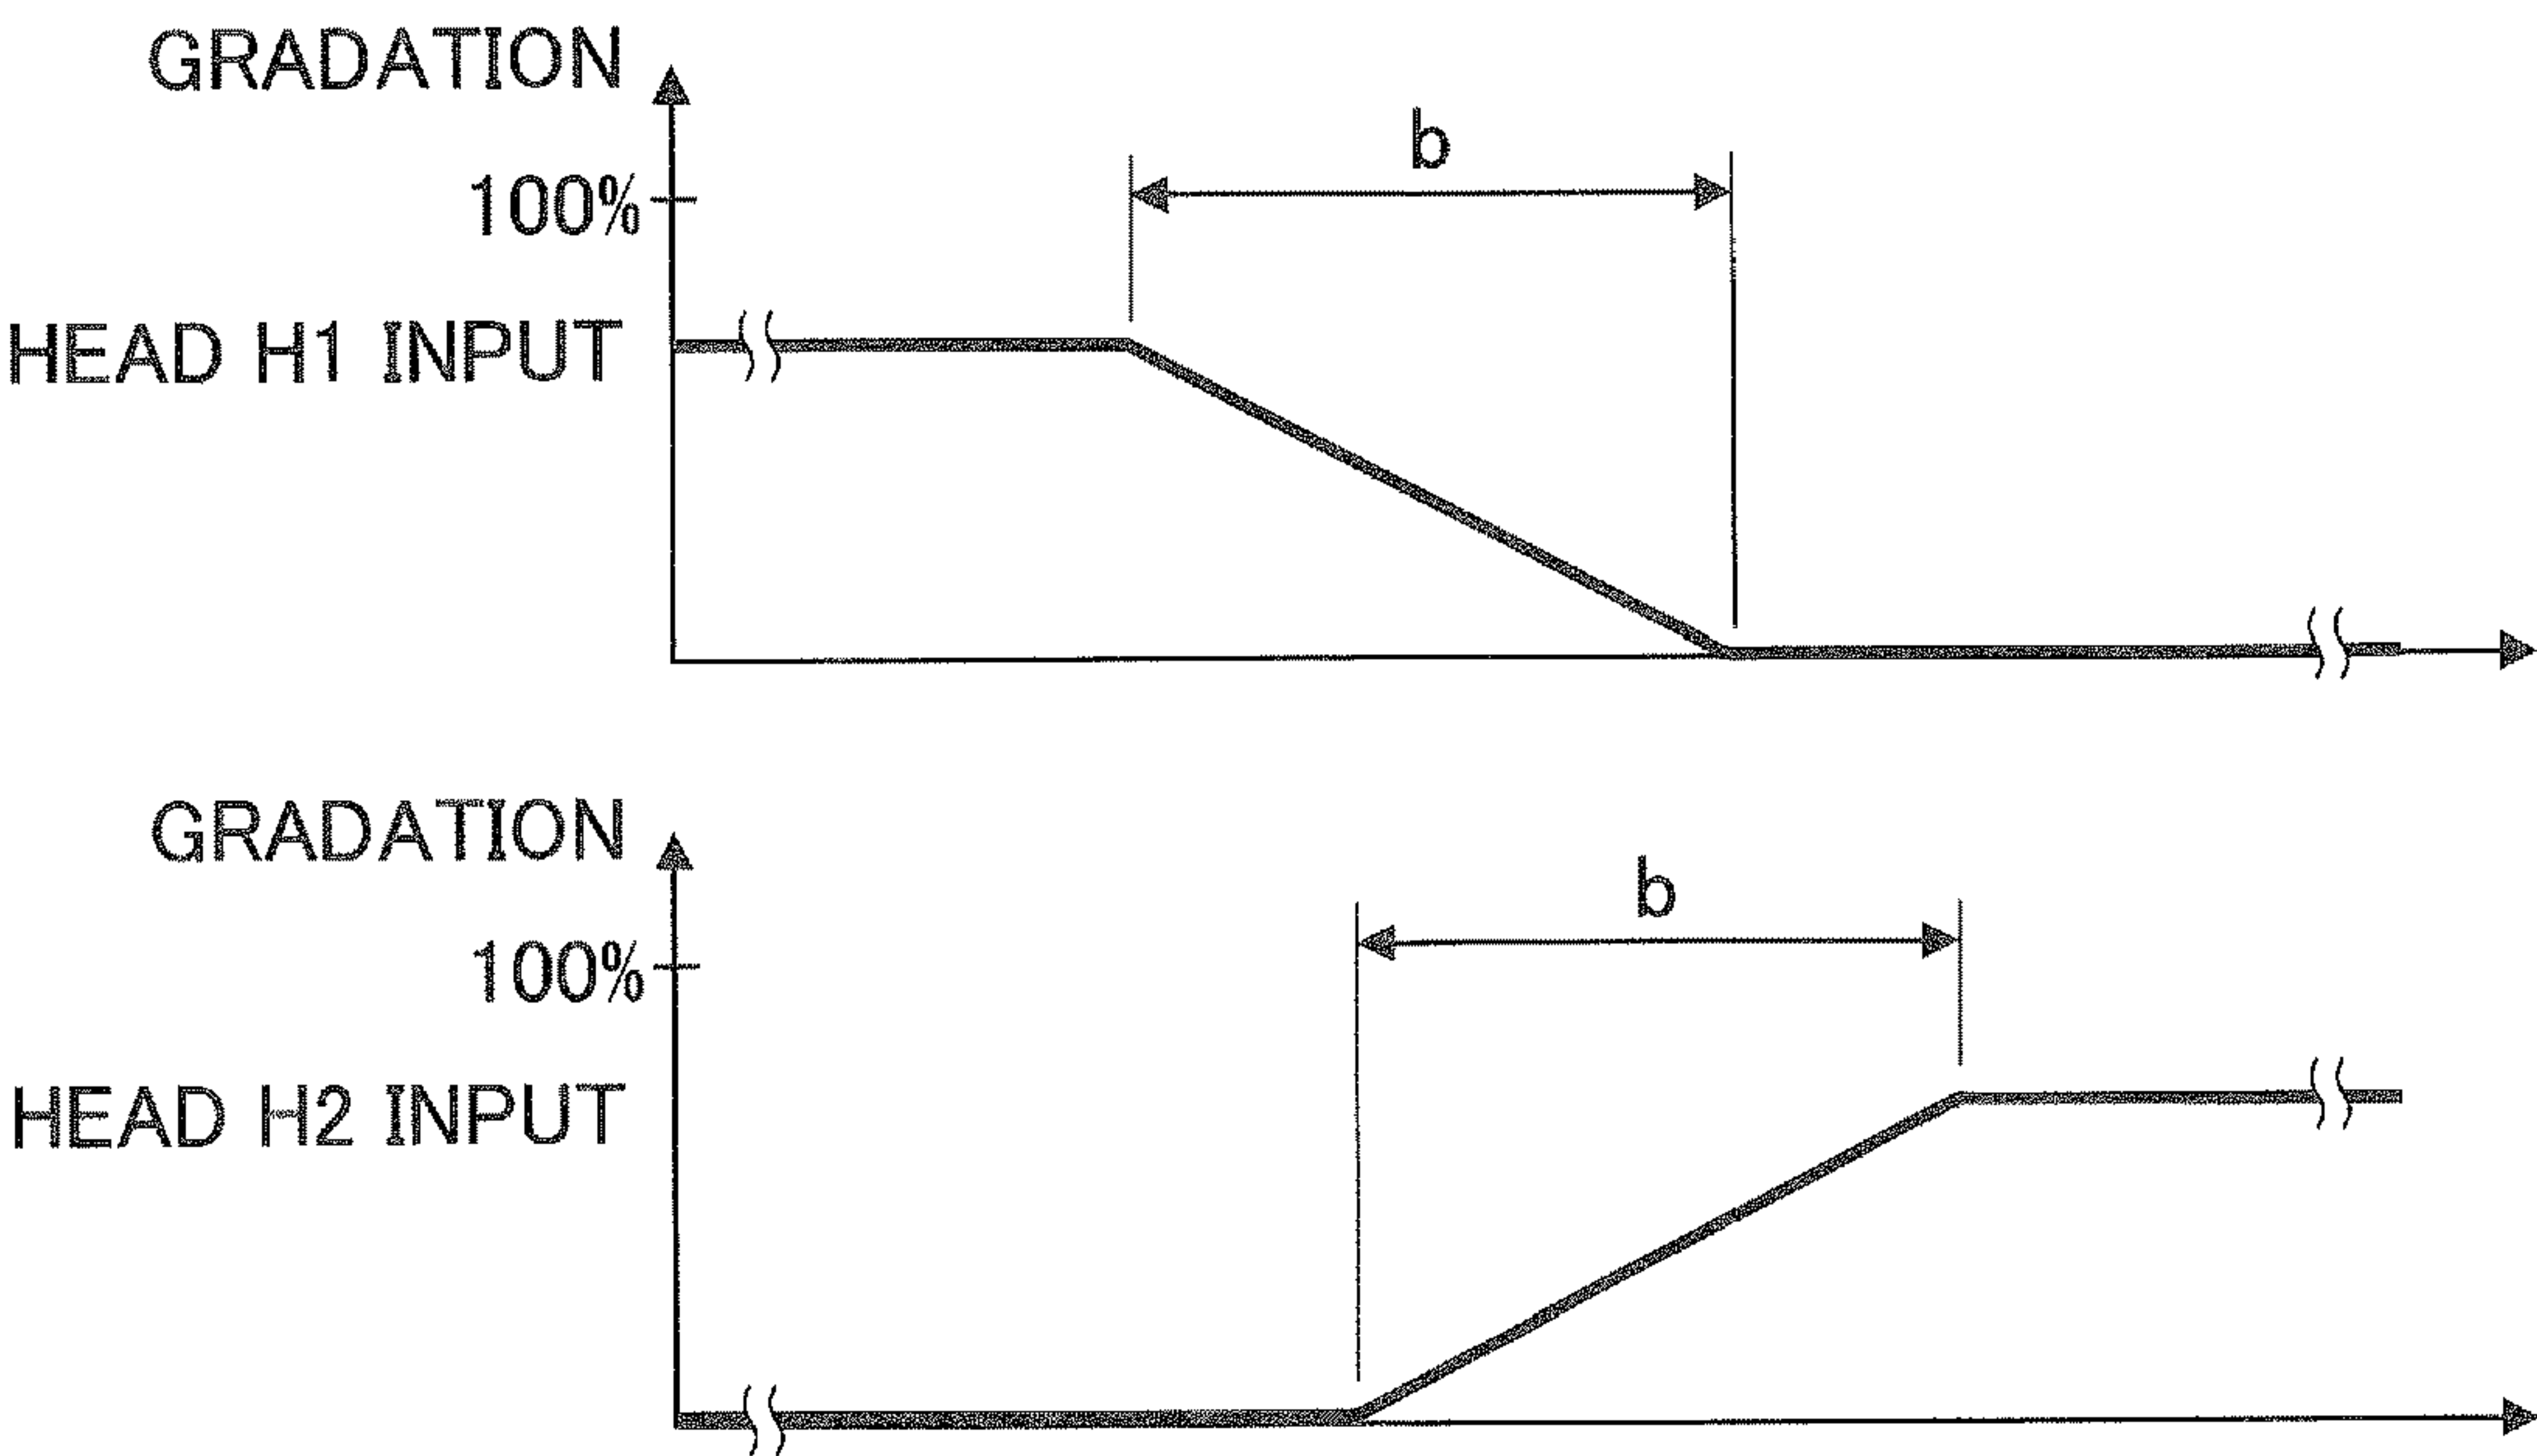 GRADATION
b
100%
HEAD H1 INPUT
GRADATION
b
100%
HEAD H2 INPUT